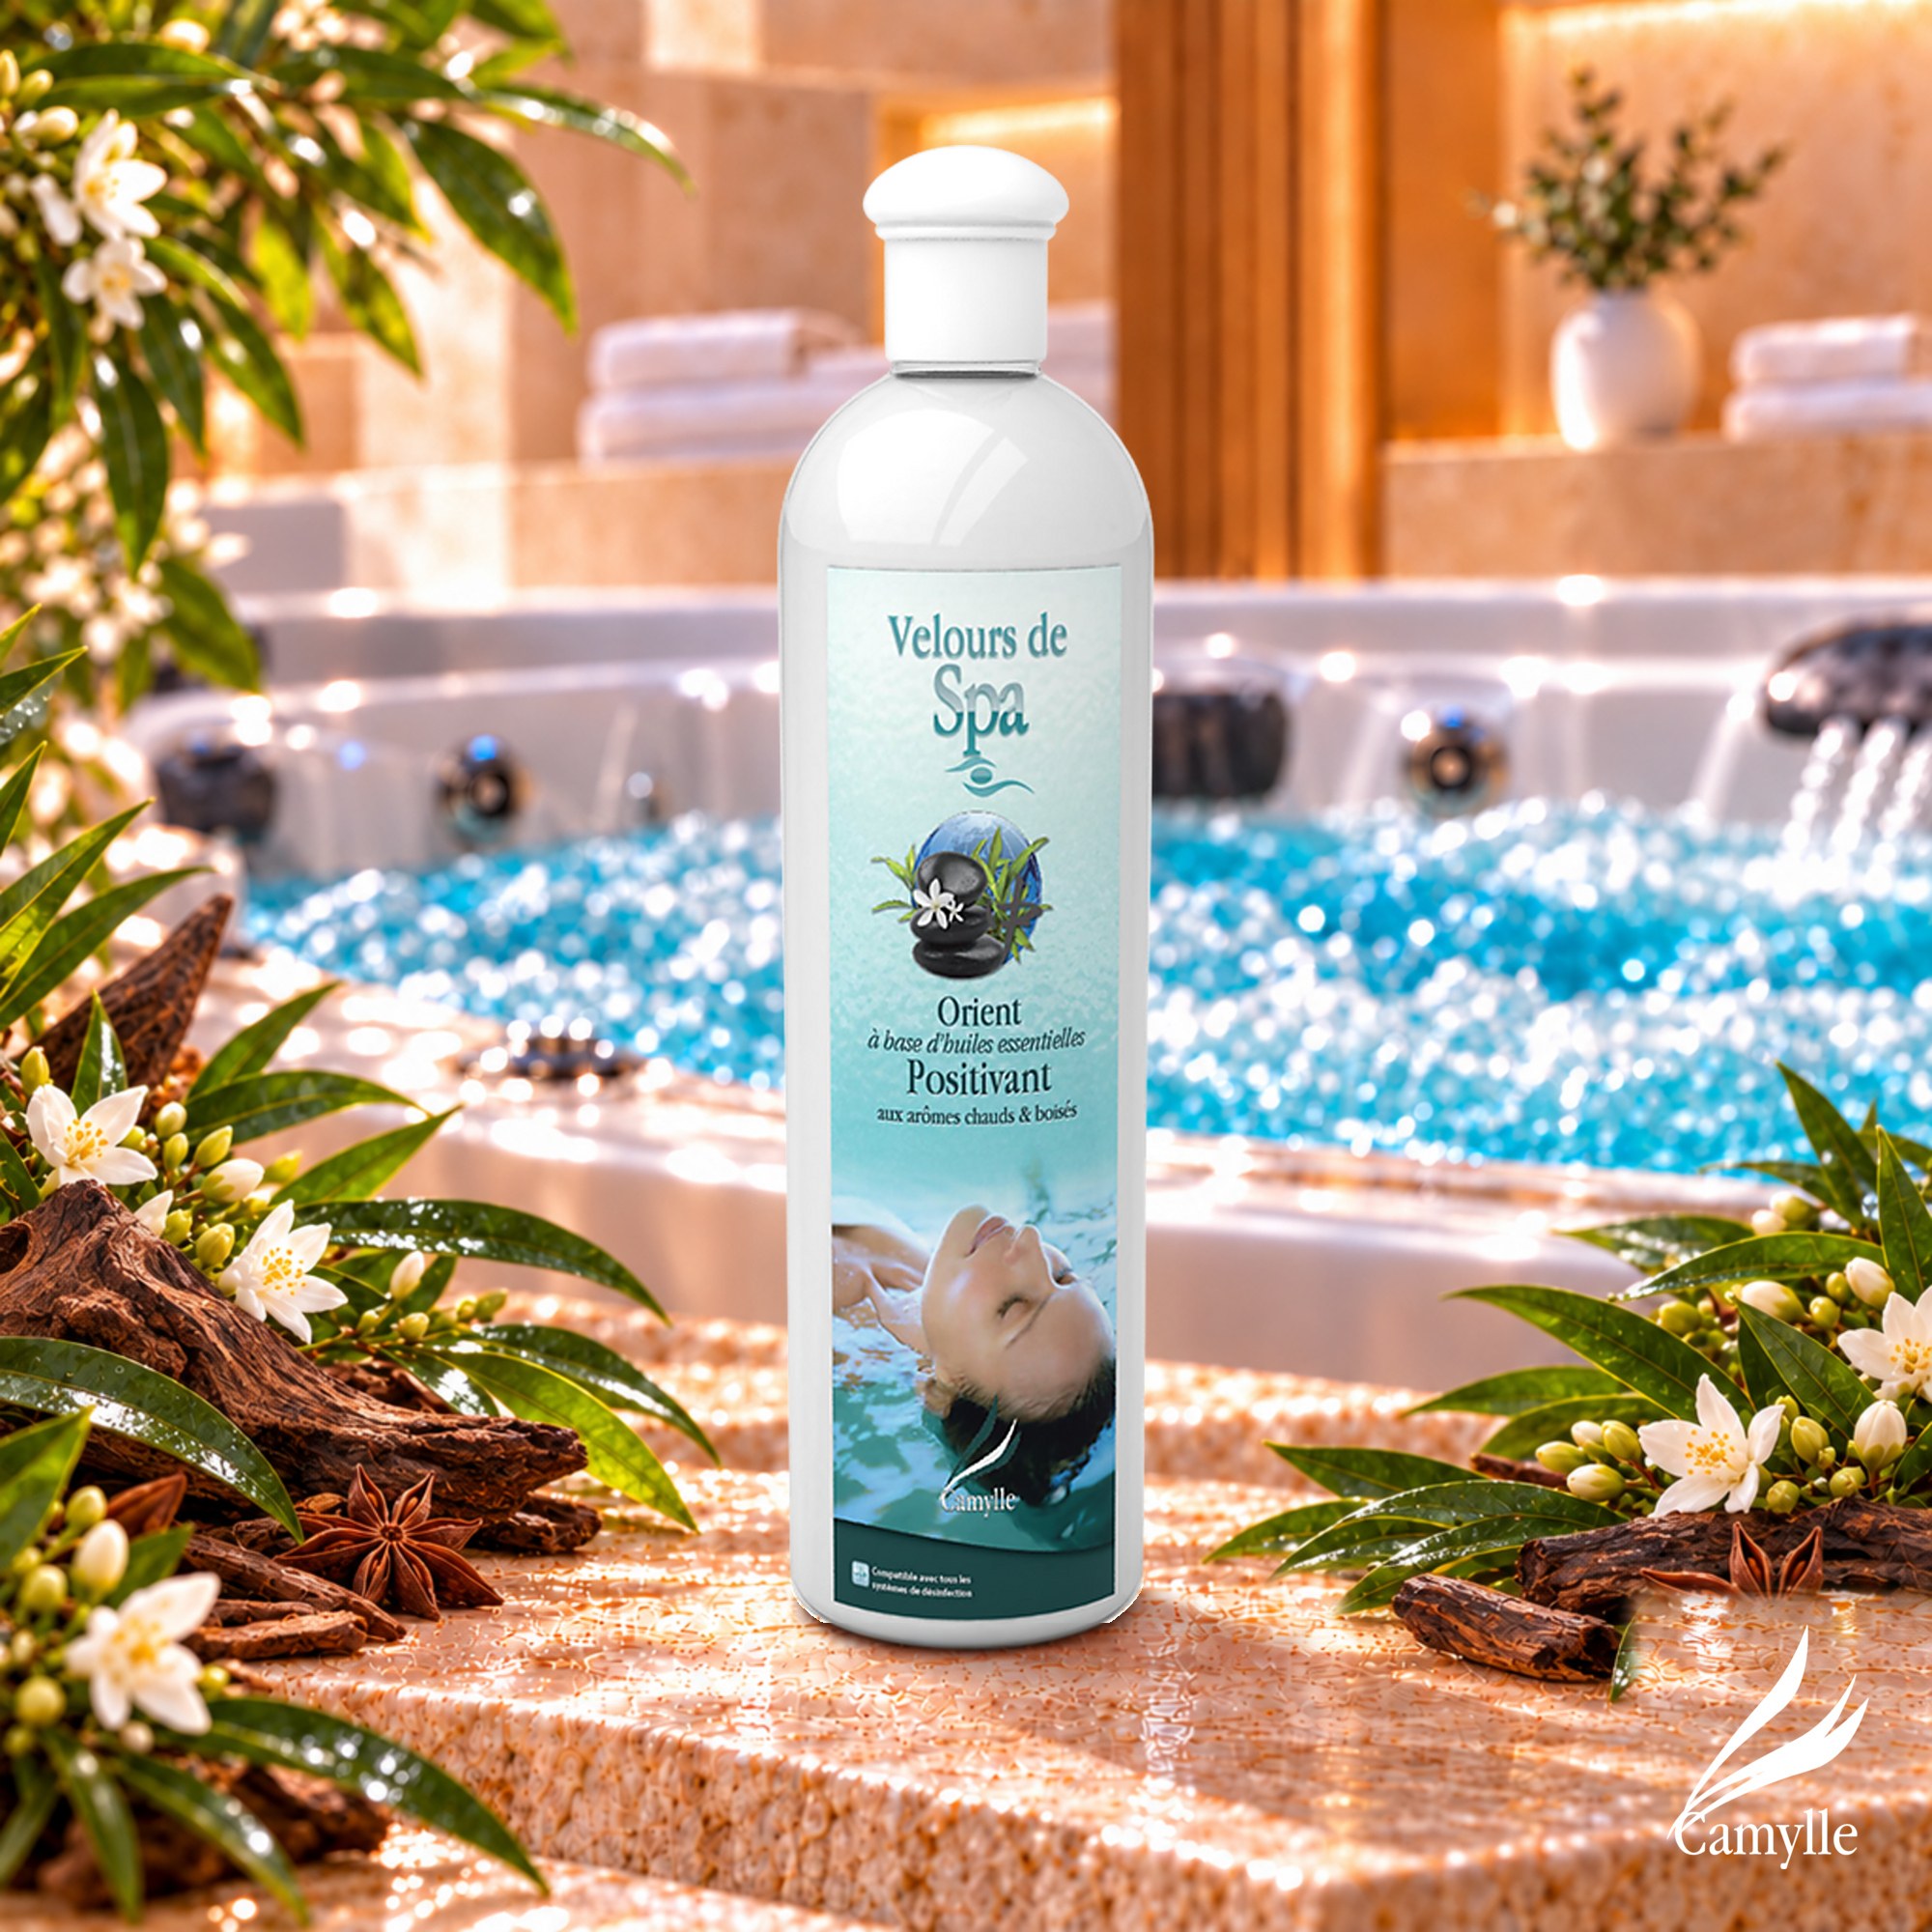 Velours de
Spa
Orient
à base d'huiles essentielles
Positivant
aux arômes chauds & boisés
Camylle
Compatible avec tous les
systèmes de désinfection
Camylle